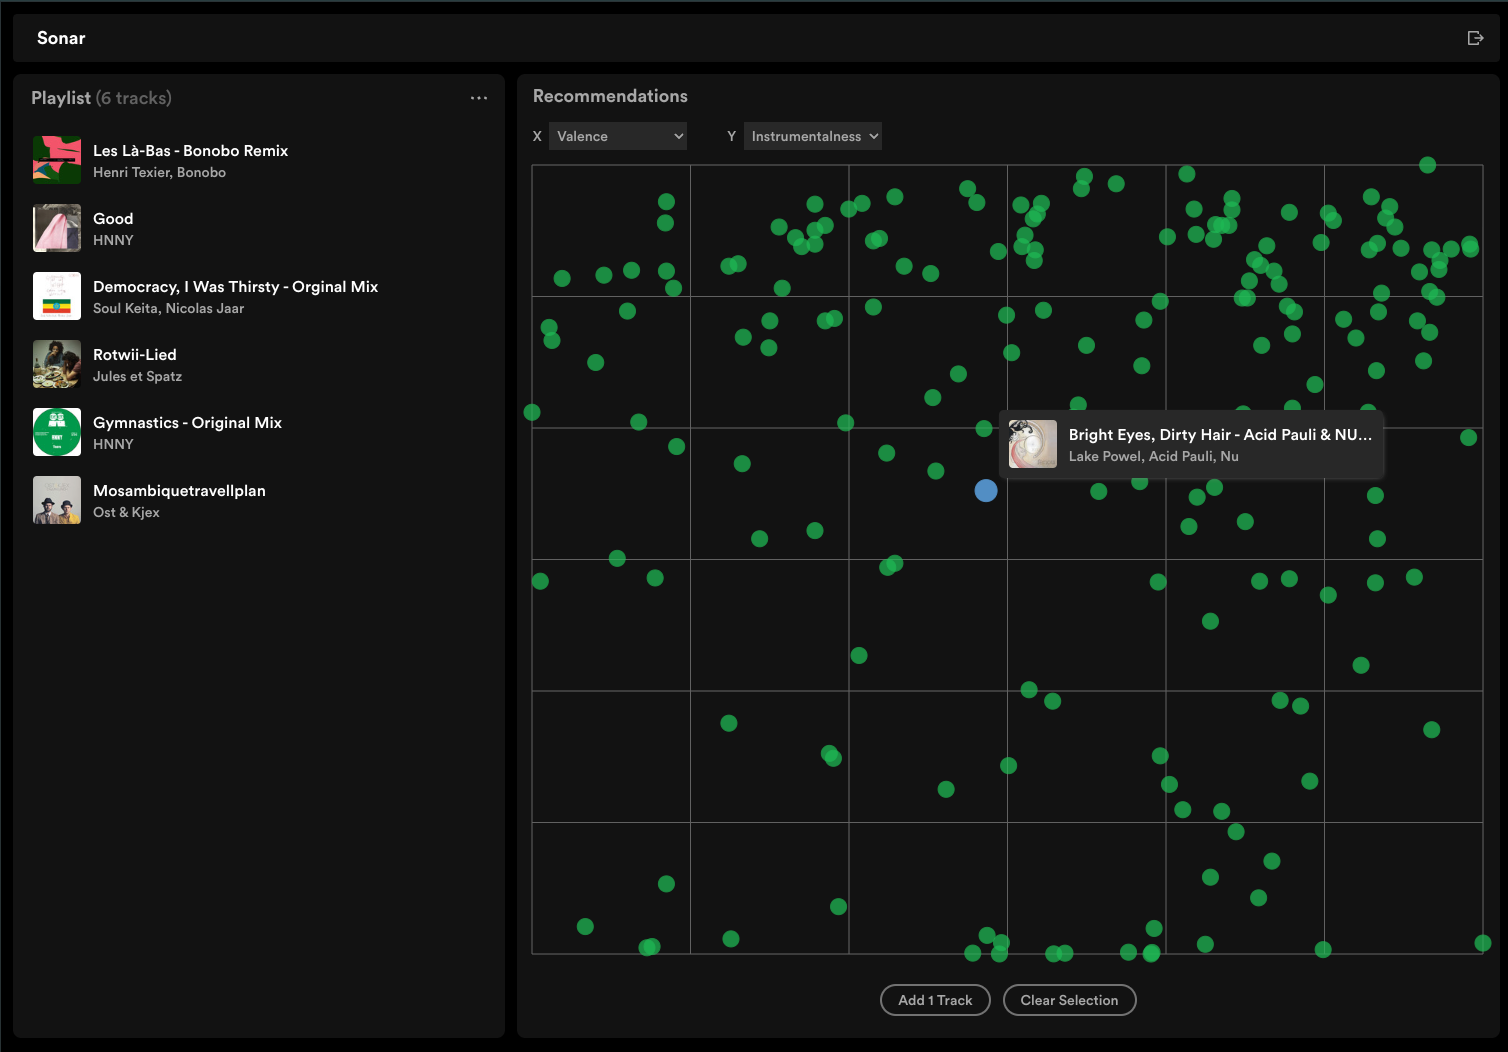 Sonar
Playlist (6 tracks)
Les Là-Bas - Bonobo Remix
Henri Texier, Bonobo
Good
HNNY
Democracy, I Was Thirsty - Orginal Mix
Soul Keita, Nicolas Jaar
Rotwii-Lied
Jules et Spatz
Gymnastics - Original Mix
HNNY
Mosambiquetravellplan
Ost & Kjex
Recommendations
X Valence Y Instrumentalness
Bright Eyes, Dirty Hair - Acid Pauli & NU...
Lake Powel, Acid Pauli, Nu
Add 1 Track Clear Selection